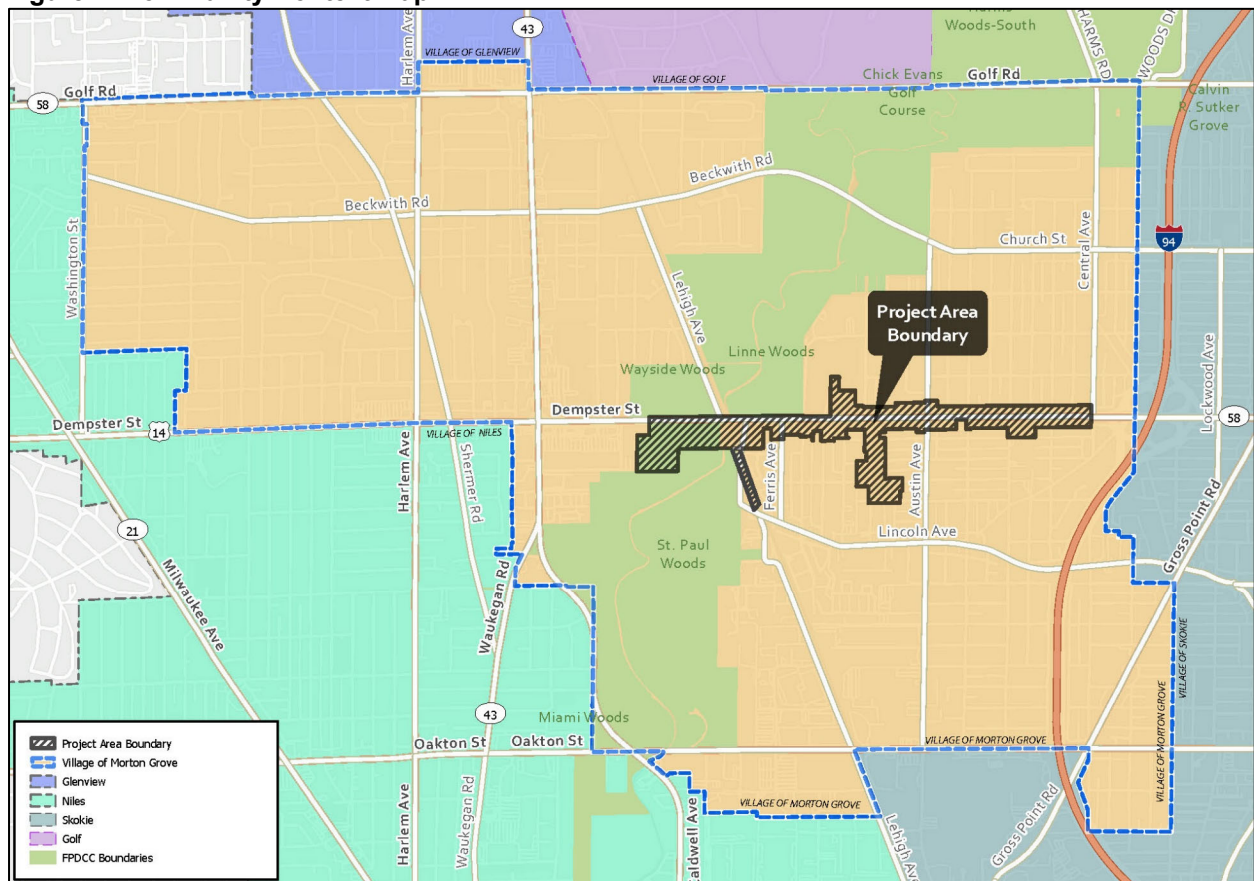 43
Harlem Ave
VILLAGE OF GLENVIEW
VILLAGE OF GOLF
Woods-South
HARMS RD
WOODS DR
58
Golf Rd
Chick Evans
Golf
Course
Golf Rd
Calvin
R. Sutker
Grove
Beckwith Rd
Beckwith Rd
Church St
94
Washington St
Lehigh Ave
Central Ave
Project Area
Boundary
Linne Woods
Wayside Woods
Lockwood Ave
Dempster St
14
VILLAGE OF NILES
Dempster St
58
Harlem Ave
Shermer Rd
Ferris Ave
Austin Ave
Lincoln Ave
Gross Point Rd
St. Paul
Woods
21
Milwaukee Ave
Waukegan Rd
VILLAGE OF SKOKIE
VILLAGE OF MORTON GROVE
43
Miami Woods
Oakton St
Oakton St
VILLAGE OF MORTON GROVE
Harlem Ave
Waukegan Rd
VILLAGE OF MORTON GROVE
Lehigh Ave
Gross Point Rd
Project Area Boundary
Village of Morton Grove
Glenview
Niles
Skokie
Golf
FPDCC Boundaries